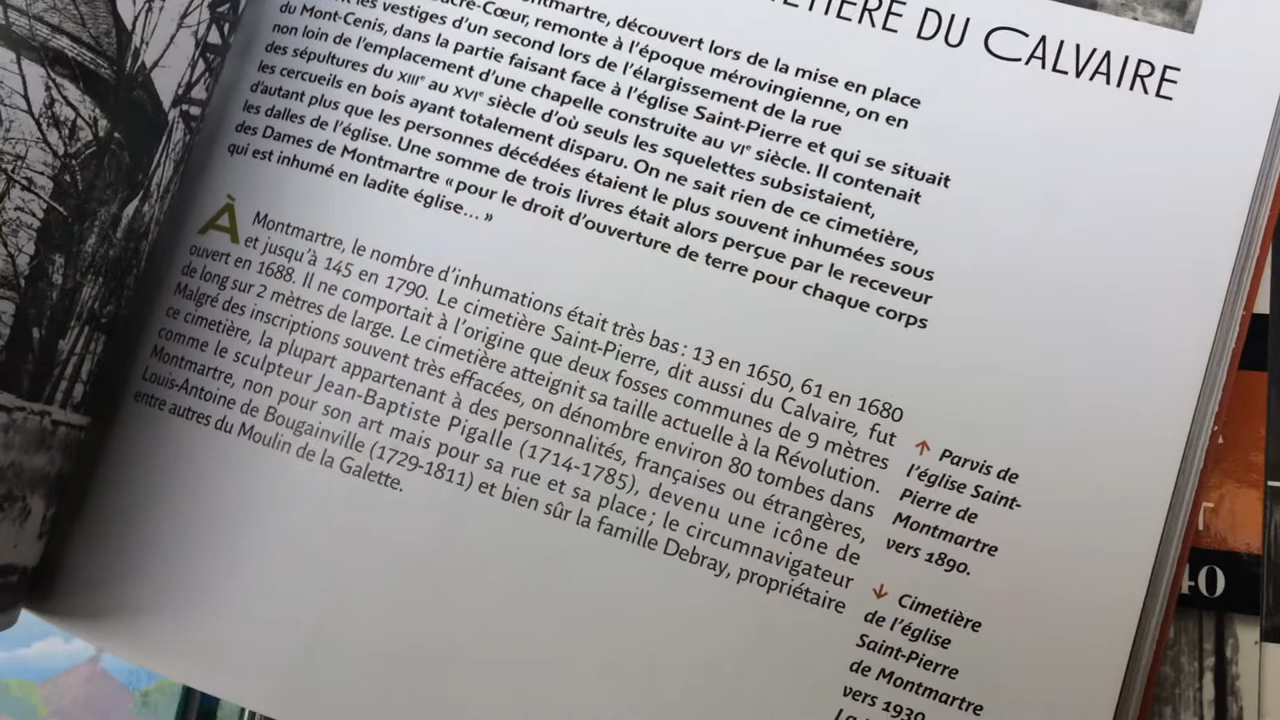 DU CALVAIRE
Montmartre, découvert lors de la mise en place
Sacré-Cœur, remonte à l'époque mérovingienne, on en
les vestiges d'un second lors de l'élargissement de la rue
du Mont-Cenis, dans la partie faisant face à l'église Saint-Pierre et qui se situait
non loin de l'emplacement d'une chapelle construite au VIe siècle. Il contenait
des sépultures du XIIIe au XVIe siècle d'où seuls les squelettes subsistaient,
les cercueils en bois ayant totalement disparu. On ne sait rien de ce cimetière,
d'autant plus que les personnes décédées étaient le plus souvent inhumées sous
les dalles de l'église. Une somme de trois livres était alors perçue par le receveur
des Dames de Montmartre « pour le droit d'ouverture de terre pour chaque corps
qui est inhumé en ladite église... »
À Montmartre, le nombre d'inhumations était très bas : 13 en 1650, 61 en 1680
et jusqu'à 145 en 1790. Le cimetière Saint-Pierre, dit aussi du Calvaire, fut
ouvert en 1688. Il ne comportait à l'origine que deux fosses communes de 9 mètres
de long sur 2 mètres de large. Le cimetière atteignit sa taille actuelle à la Révolution.
Malgré des inscriptions souvent très effacées, on dénombre environ 80 tombes dans
ce cimetière, la plupart appartenant à des personnalités, françaises ou étrangères,
comme le sculpteur Jean-Baptiste Pigalle (1714-1785), devenu une icône de
Montmartre, non pour son art mais pour sa rue et sa place ; le circumnavigateur
Louis-Antoine de Bougainville (1729-1811) et bien sûr la famille Debray, propriétaire
entre autres du Moulin de la Galette.
↑ Parvis de
l'église Saint-
Pierre de
Montmartre
vers 1890.
↓ Cimetière
de l'église
Saint-Pierre
de Montmartre
vers 1930.
40